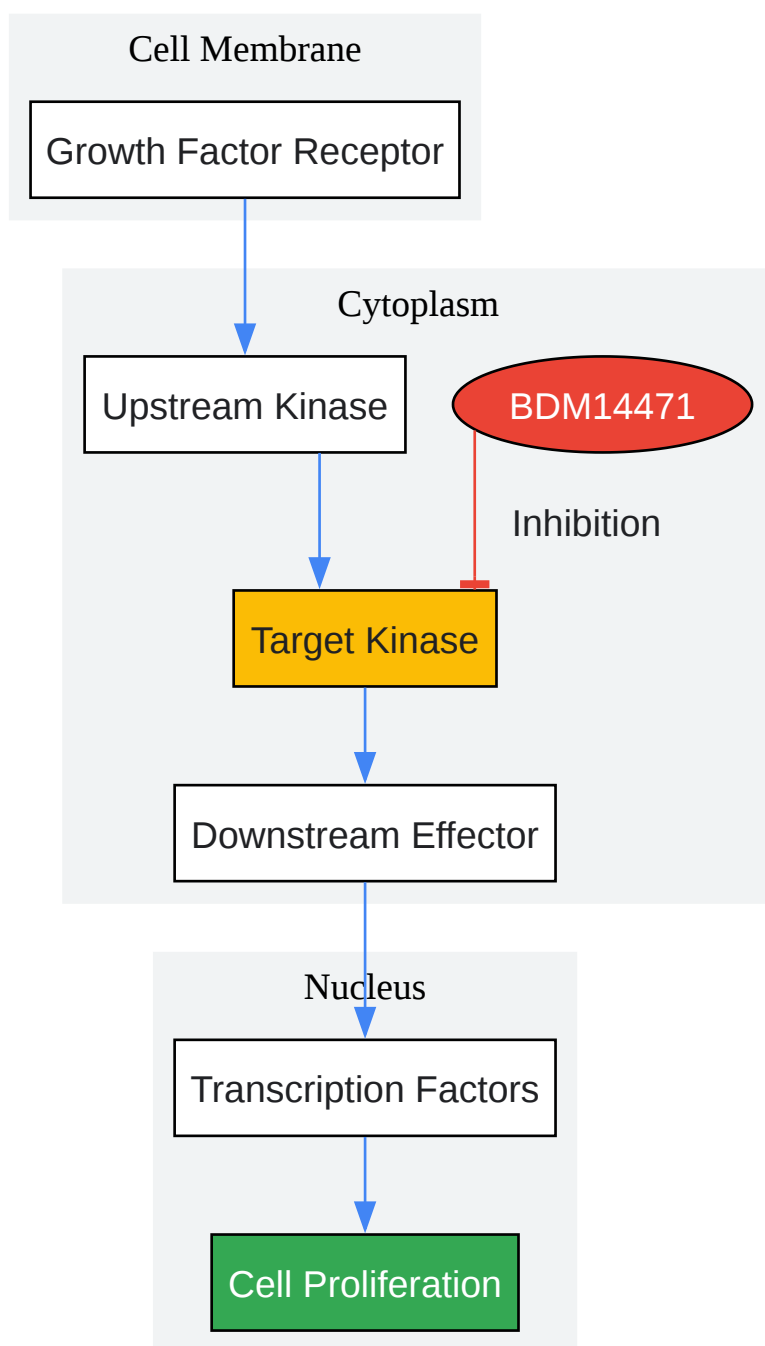 Cell Membrane
Growth Factor Receptor
Cytoplasm
Upstream Kinase
BDM14471
Inhibition
Target Kinase
Downstream Effector
Nucleus
Transcription Factors
Cell Proliferation